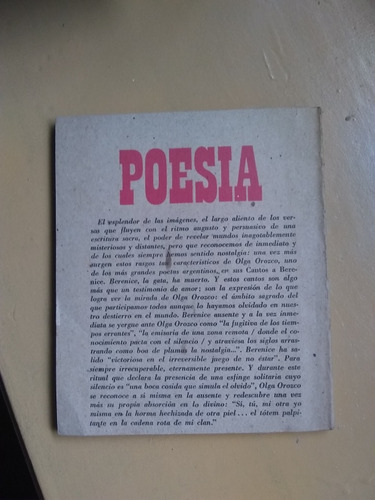 POESIA
El esplendor de las imágenes, el largo aliento de los ver-
sos que fluyen con el ritmo augusto y persuasivo de una
escritura sacra, el poder de revelar mundos inagotablemente
misteriosos y distantes, pero que reconocemos de inmediato y
de los cuales siempre hemos sentido nostalgia: una vez más
surgen estos rasgos tan característicos de Olga Orozco, uno
de los más grandes poetas argentinos, en sus Cantos a Bere-
nice. Berenice, la gata, ha muerto. Y estos cantos son algo
más que un testimonio de amor; son la expresión de lo que
logra ver la mirada de Olga Orozco: el ámbito sagrado del
que participamos todos aunque lo hayamos olvidado en nues-
tro destierro en el mundo. Berenice ausente y a la vez inme-
diata se yergue ante Olga Orozco como "la fugitiva de los tiem-
pos errantes", "la emisaria de una zona remota / donde el co-
nocimiento pacta con el silencio / y atraviesa los siglos arras-
trando como boa de plumas la nostalgia...". Berenice ha sa-
lido "victoriosa en el irreversible juego de no estar". Para
siempre irrecuperable, eternamente presente. Y durante este
ritual que declara la presencia de una esfinge solitaria cuyo
silencio es "una boca cosida que simula el olvido", Olga Orozco
se reconoce a sí misma en la ausente y redescubre una vez
más su propia absorción en lo divino: "Sí, tú, mi otra yo
misma en la horma hechizada de otra piel... el tótem palpi-
tante en la cadena rota de mi clan."